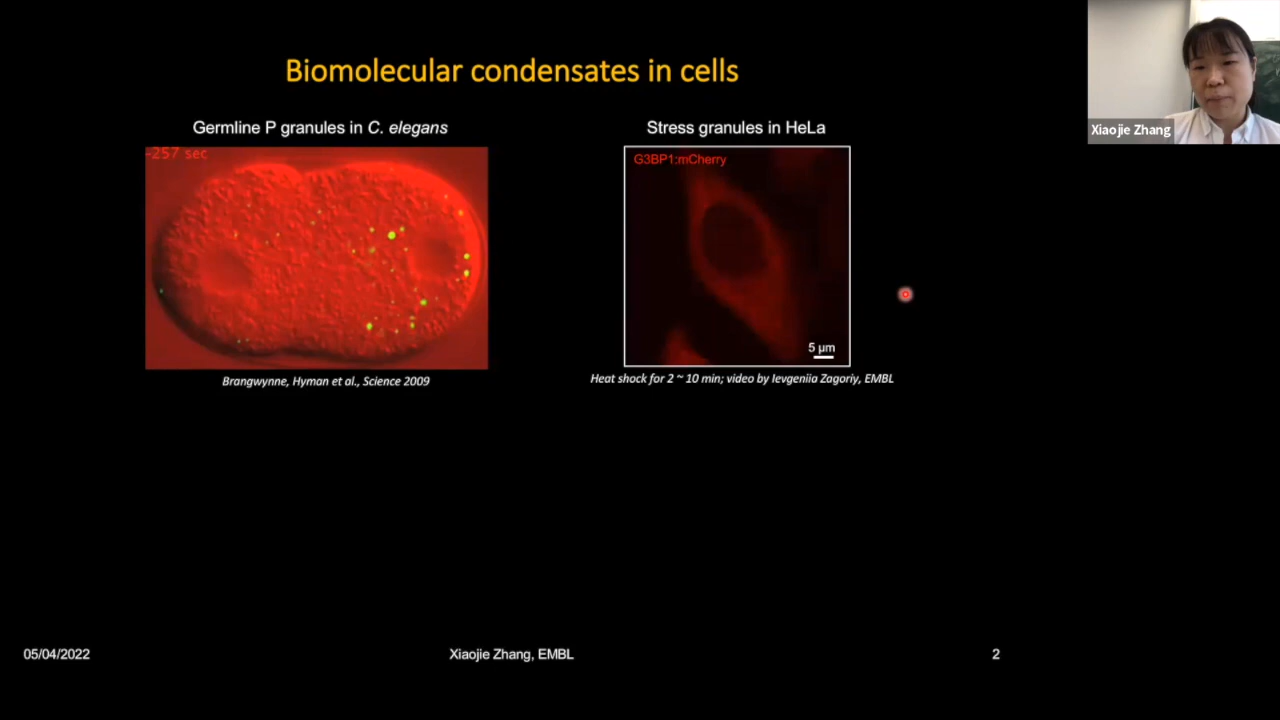 Biomolecular condensates in cells
Xiaojie Zhang
Germline P granules in C. elegans
Stress granules in HeLa
-257 sec
G3BP1:mCherry
5 µm
Brangwynne, Hyman et al., Science 2009
Heat shock for 2 ~ 10 min; video by Ievgeniia Zagoriy, EMBL
05/04/2022
Xiaojie Zhang, EMBL
2